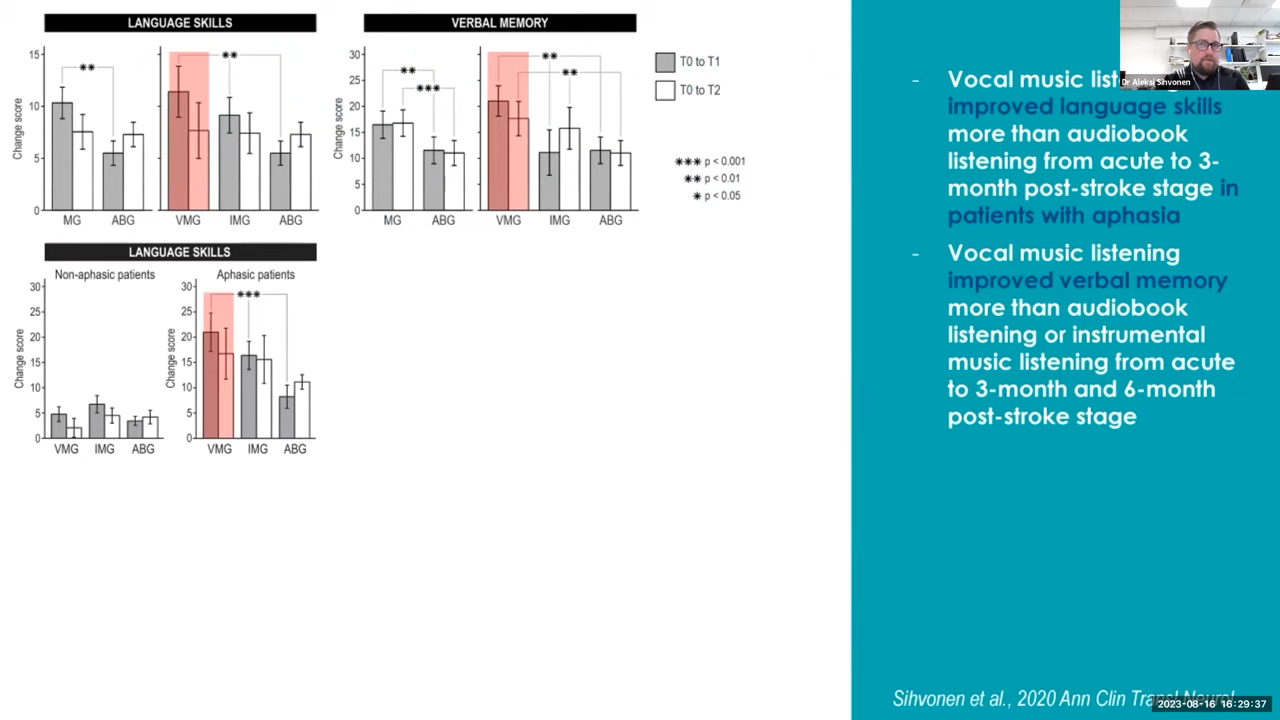 LANGUAGE SKILLS
VERBAL MEMORY
15
10
5
0
Change score
**
**
MG
ABG
VMG
IMG
ABG
30
25
20
15
10
5
0
Change score
**
***
**
**
MG
ABG
VMG
IMG
ABG
T0 to T1
T0 to T2
*** p < 0.001
** p < 0.01
* p < 0.05
LANGUAGE SKILLS
Non-aphasic patients
Aphasic patients
30
25
20
15
10
5
0
Change score
VMG
IMG
ABG
30
25
20
15
10
5
0
Change score
***
VMG
IMG
ABG
Dr Aleksi Sihvonen
- Vocal music
improved language skills
more than audiobook
listening from acute to 3-
month post-stroke stage in
patients with aphasia
- Vocal music listening
improved verbal memory
more than audiobook
listening or instrumental
music listening from acute
to 3-month and 6-month
post-stroke stage
Sihvonen et al., 2020 Ann Clin
2023-08-16 16:29:37